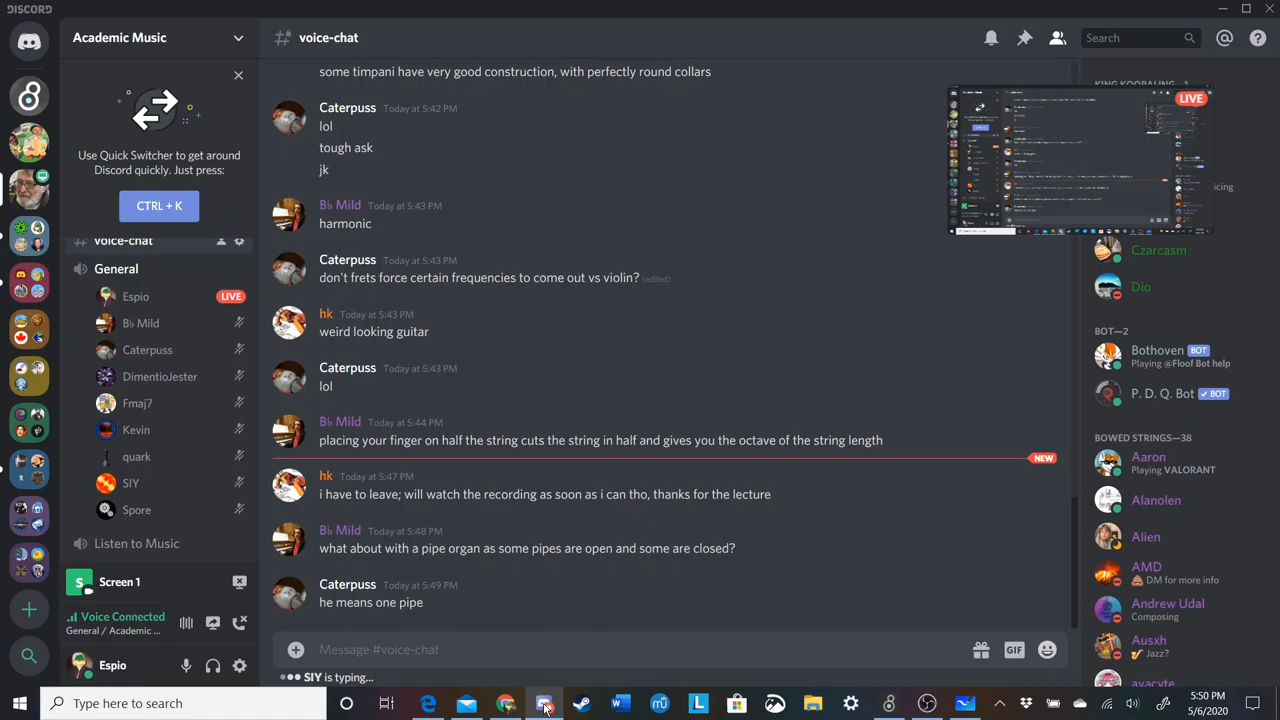 DISCORD
Academic Music
voice-chat
Search
Use Quick Switcher to get around
Discord quickly. Just press:
CTRL + K
voice-chat
General
Espio LIVE
B♭ Mild
Caterpuss
DimentioJester
Fmaj7
Kevin
quark
SIY
Spore
Listen to Music
Screen 1
Voice Connected
General / Academic ...
Espio
some timpani have very good construction, with perfectly round collars
Caterpuss Today at 5:42 PM
lol
tough ask
jk
B♭ Mild Today at 5:43 PM
harmonic
Caterpuss Today at 5:43 PM
don't frets force certain frequencies to come out vs violin? (edited)
hk Today at 5:43 PM
weird looking guitar
Caterpuss Today at 5:43 PM
lol
B♭ Mild Today at 5:44 PM
placing your finger on half the string cuts the string in half and gives you the octave of the string length
NEW
hk Today at 5:47 PM
i have to leave; will watch the recording as soon as i can tho, thanks for the lecture
B♭ Mild Today at 5:48 PM
what about with a pipe organ as some pipes are open and some are closed?
Caterpuss Today at 5:49 PM
he means one pipe
Message #voice-chat
GIF
SIY is typing...
LIVE
Czarcasm
Dio
BOT—2
Bothoven BOT
Playing @Floof Bot help
P. D. Q. Bot ✓ BOT
BOWED STRINGS—38
Aaron
Playing VALORANT
Alanolen
Alien
AMD
DM for more info
Andrew Udal
Composing
Ausxh
Jazz?
Type here to search
5:50 PM
5/6/2020